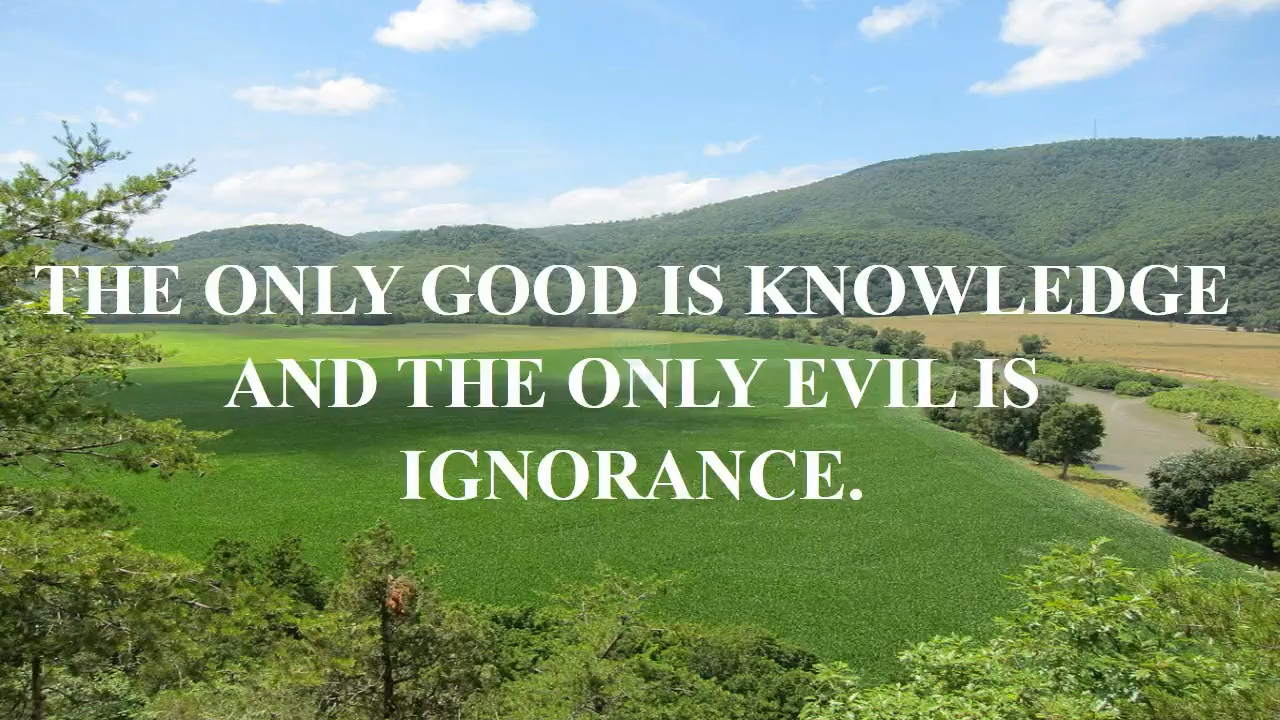 THE ONLY GOOD IS KNOWLEDGE
AND THE ONLY EVIL IS
IGNORANCE.